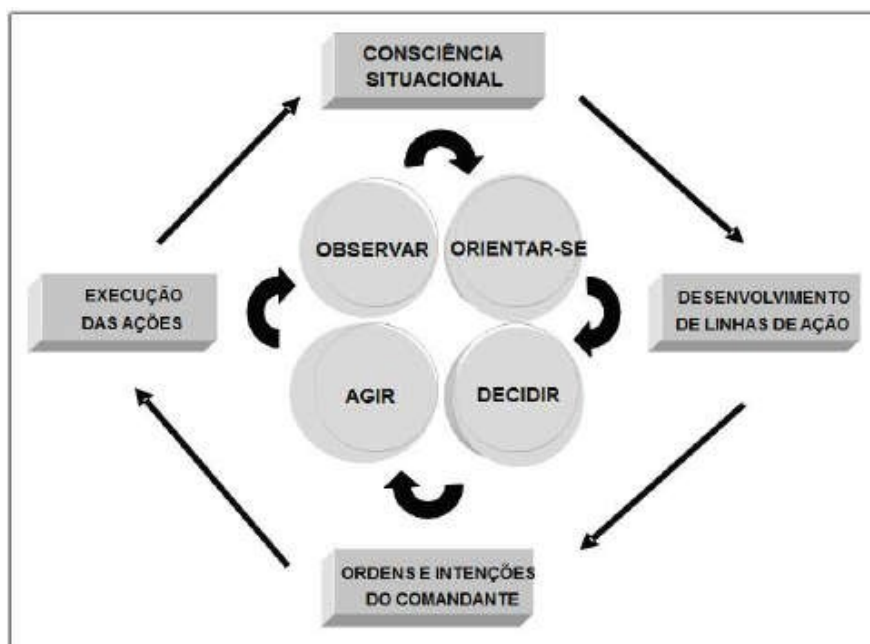 CONSCIÊNCIA
SITUACIONAL
OBSERVAR
ORIENTAR-SE
EXECUÇÃO
DAS AÇÕES
DESENVOLVIMENTO
DE LINHAS DE AÇÃO
AGIR
DECIDIR
ORDENS E INTENÇÕES
DO COMANDANTE